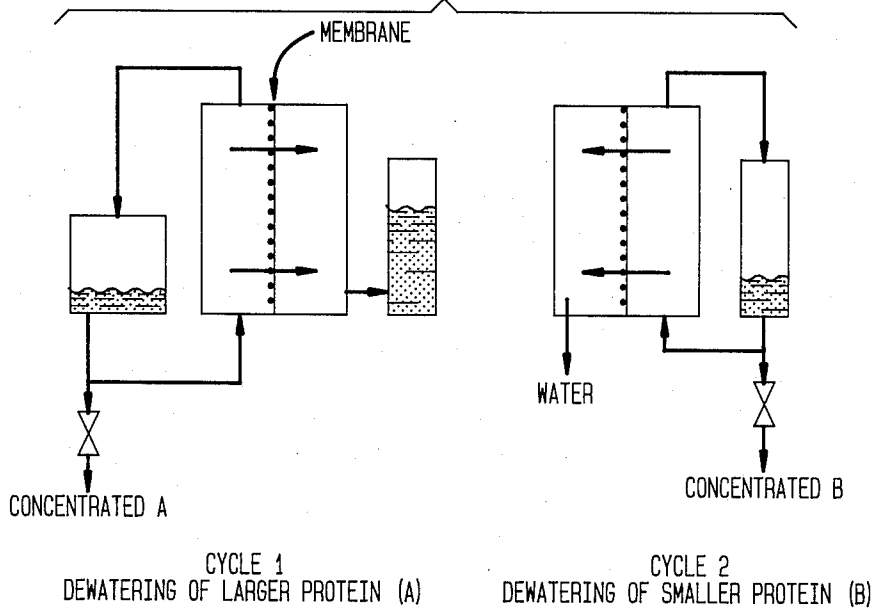 MEMBRANE
WATER
CONCENTRATED A
CONCENTRATED B
CYCLE 1
DEWATERING OF LARGER PROTEIN (A)
CYCLE 2
DEWATERING OF SMALLER PROTEIN (B)